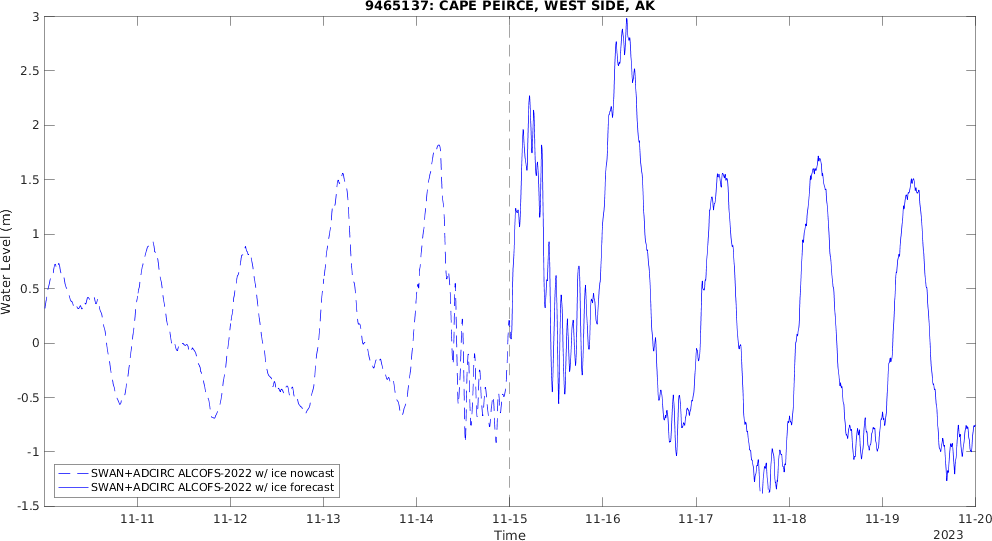 9465137: CAPE PEIRCE, WEST SIDE, AK
3
2.5
2
1.5
1
0.5
0
-0.5
-1
-1.5
Water Level (m)
SWAN+ADCIRC ALCOFS-2022 w/ ice nowcast
SWAN+ADCIRC ALCOFS-2022 w/ ice forecast
11-11 11-12 11-13 11-14 11-15 11-16 11-17 11-18 11-19 11-20
Time
2023